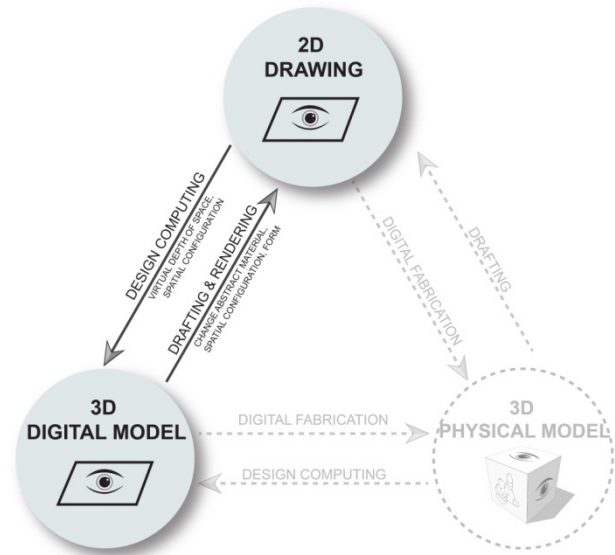 2D
DRAWING
DESIGN COMPUTING
VIRTUAL DEPTH OF SPACE,
SPATIAL CONFIGURATION
DRAFTING & RENDERING
CHANGE ABSTRACT MATERIAL,
SPATIAL CONFIGURATION, FORM
DIGITAL FABRICATION
DRAFTING
3D
DIGITAL MODEL
DIGITAL FABRICATION
DESIGN COMPUTING
3D
PHYSICAL MODEL